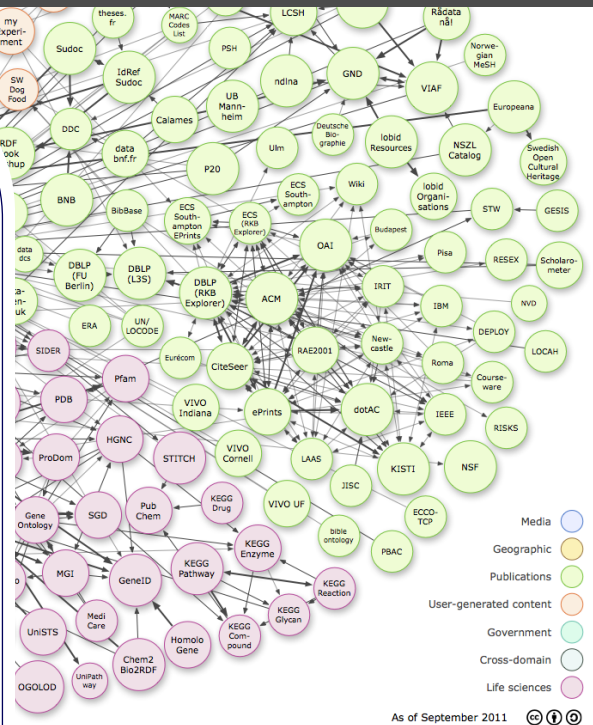 my
Experi-
ment
theses.
fr
MARC
Codes
List
LCSH
Rådata
nå!
Sudoc
PSH
Norwe-
gian
MeSH
IdRef
Sudoc
ndlna
GND
VIAF
SW
Dog
Food
UB
Mann-
heim
Europeana
DDC
Calames
Deutsche
Bio-
graphie
lobid
Resources
NSZL
Catalog
Swedish
Open
Cultural
Heritage
RDF
ook
hup
data
bnf.fr
Ulm
P20
Wiki
lobid
Organi-
sations
BNB
BibBase
ECS
South-
ampton
EPrints
ECS
(RKB
Explorer)
ECS
South-
ampton
STW
GESIS
Budapest
OAI
data
dcs
DBLP
(FU
Berlin)
DBLP
(L3S)
DBLP
(RKB
Explorer)
Pisa
RESEX
Scholaro-
meter
ACM
IRIT
IBM
NVD
ta-
en-
uk
ERA
UN/
LOCODE
DEPLOY
New-
castle
RAE2001
LOCAH
SIDER
Eurécom
CiteSeer
Roma
Course-
ware
Pfam
PDB
VIVO
Indiana
ePrints
dotAC
IEEE
RISKS
HGNC
ProDom
STITCH
VIVO
Cornell
LAAS
KISTI
NSF
JISC
Gene
Ontology
SGD
Pub
Chem
KEGG
Drug
VIVO UF
ECCO-
TCP
bible
ontology
PBAC
KEGG
Enzyme
MGI
GeneID
KEGG
Pathway
KEGG
Reaction
Medi
Care
KEGG
Glycan
UniSTS
Homolo
Gene
KEGG
Com-
pound
Chem2
Bio2RDF
UniPath
way
OGOLOD
Media
Geographic
Publications
User-generated content
Government
Cross-domain
Life sciences
As of September 2011
cc